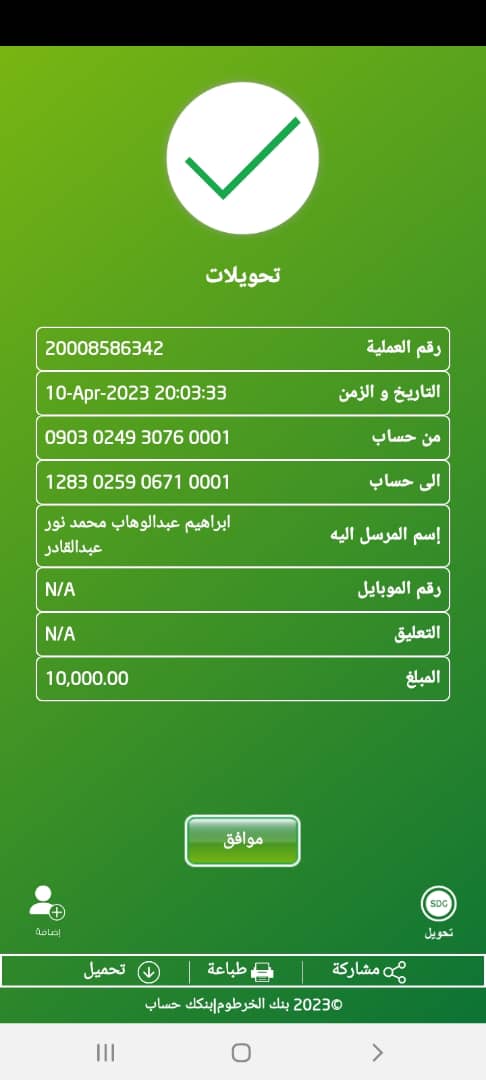 تحويلات
رقم العملية 20008586342
التاريخ و الزمن 10-Apr-2023 20:03:33
من حساب 0903 0249 3076 0001
الى حساب 1283 0259 0671 0001
إسم المرسل اليه ابراهيم عبدالوهاب محمد نور
عبدالقادر
رقم الموبايل N/A
التعليق N/A
المبلغ 10,000.00
موافق
SDG
تحويل
إضافة
مشاركة طباعة تحميل
©2023 بنك الخرطوم|بنكك حساب